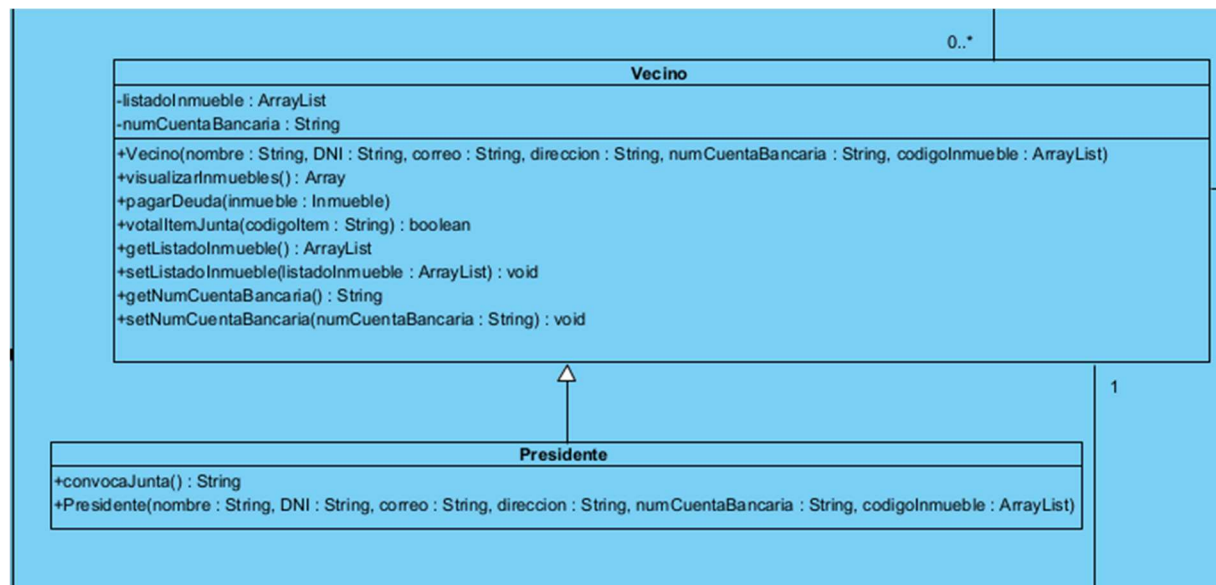 0..*
Vecino
-listadoInmueble : ArrayList
-numCuentaBancaria : String
+Vecino(nombre : String, DNI : String, correo : String, direccion : String, numCuentaBancaria : String, codigoInmueble : ArrayList)
+visualizarInmuebles() : Array
+pagarDeuda(inmueble : Inmueble)
+votalItemJunta(codigoItem : String) : boolean
+getListadoInmueble() : ArrayList
+setListadoInmueble(listadoInmueble : ArrayList) : void
+getNumCuentaBancaria() : String
+setNumCuentaBancaria(numCuentaBancaria : String) : void
1
Presidente
+convocaJunta() : String
+Presidente(nombre : String, DNI : String, correo : String, direccion : String, numCuentaBancaria : String, codigoInmueble : ArrayList)